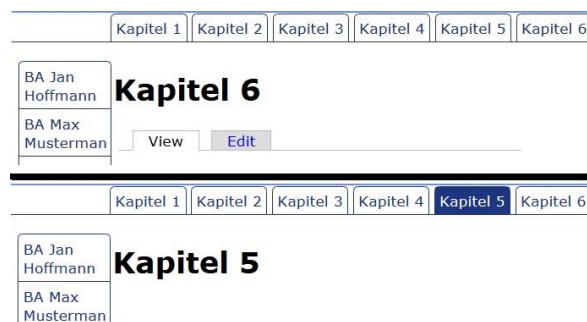 Kapitel 1 Kapitel 2 Kapitel 3 Kapitel 4 Kapitel 5 Kapitel 6
BA Jan
Hoffmann
Kapitel 6
BA Max
Musterman
View Edit
Kapitel 1 Kapitel 2 Kapitel 3 Kapitel 4 Kapitel 5 Kapitel 6
BA Jan
Hoffmann
Kapitel 5
BA Max
Musterman